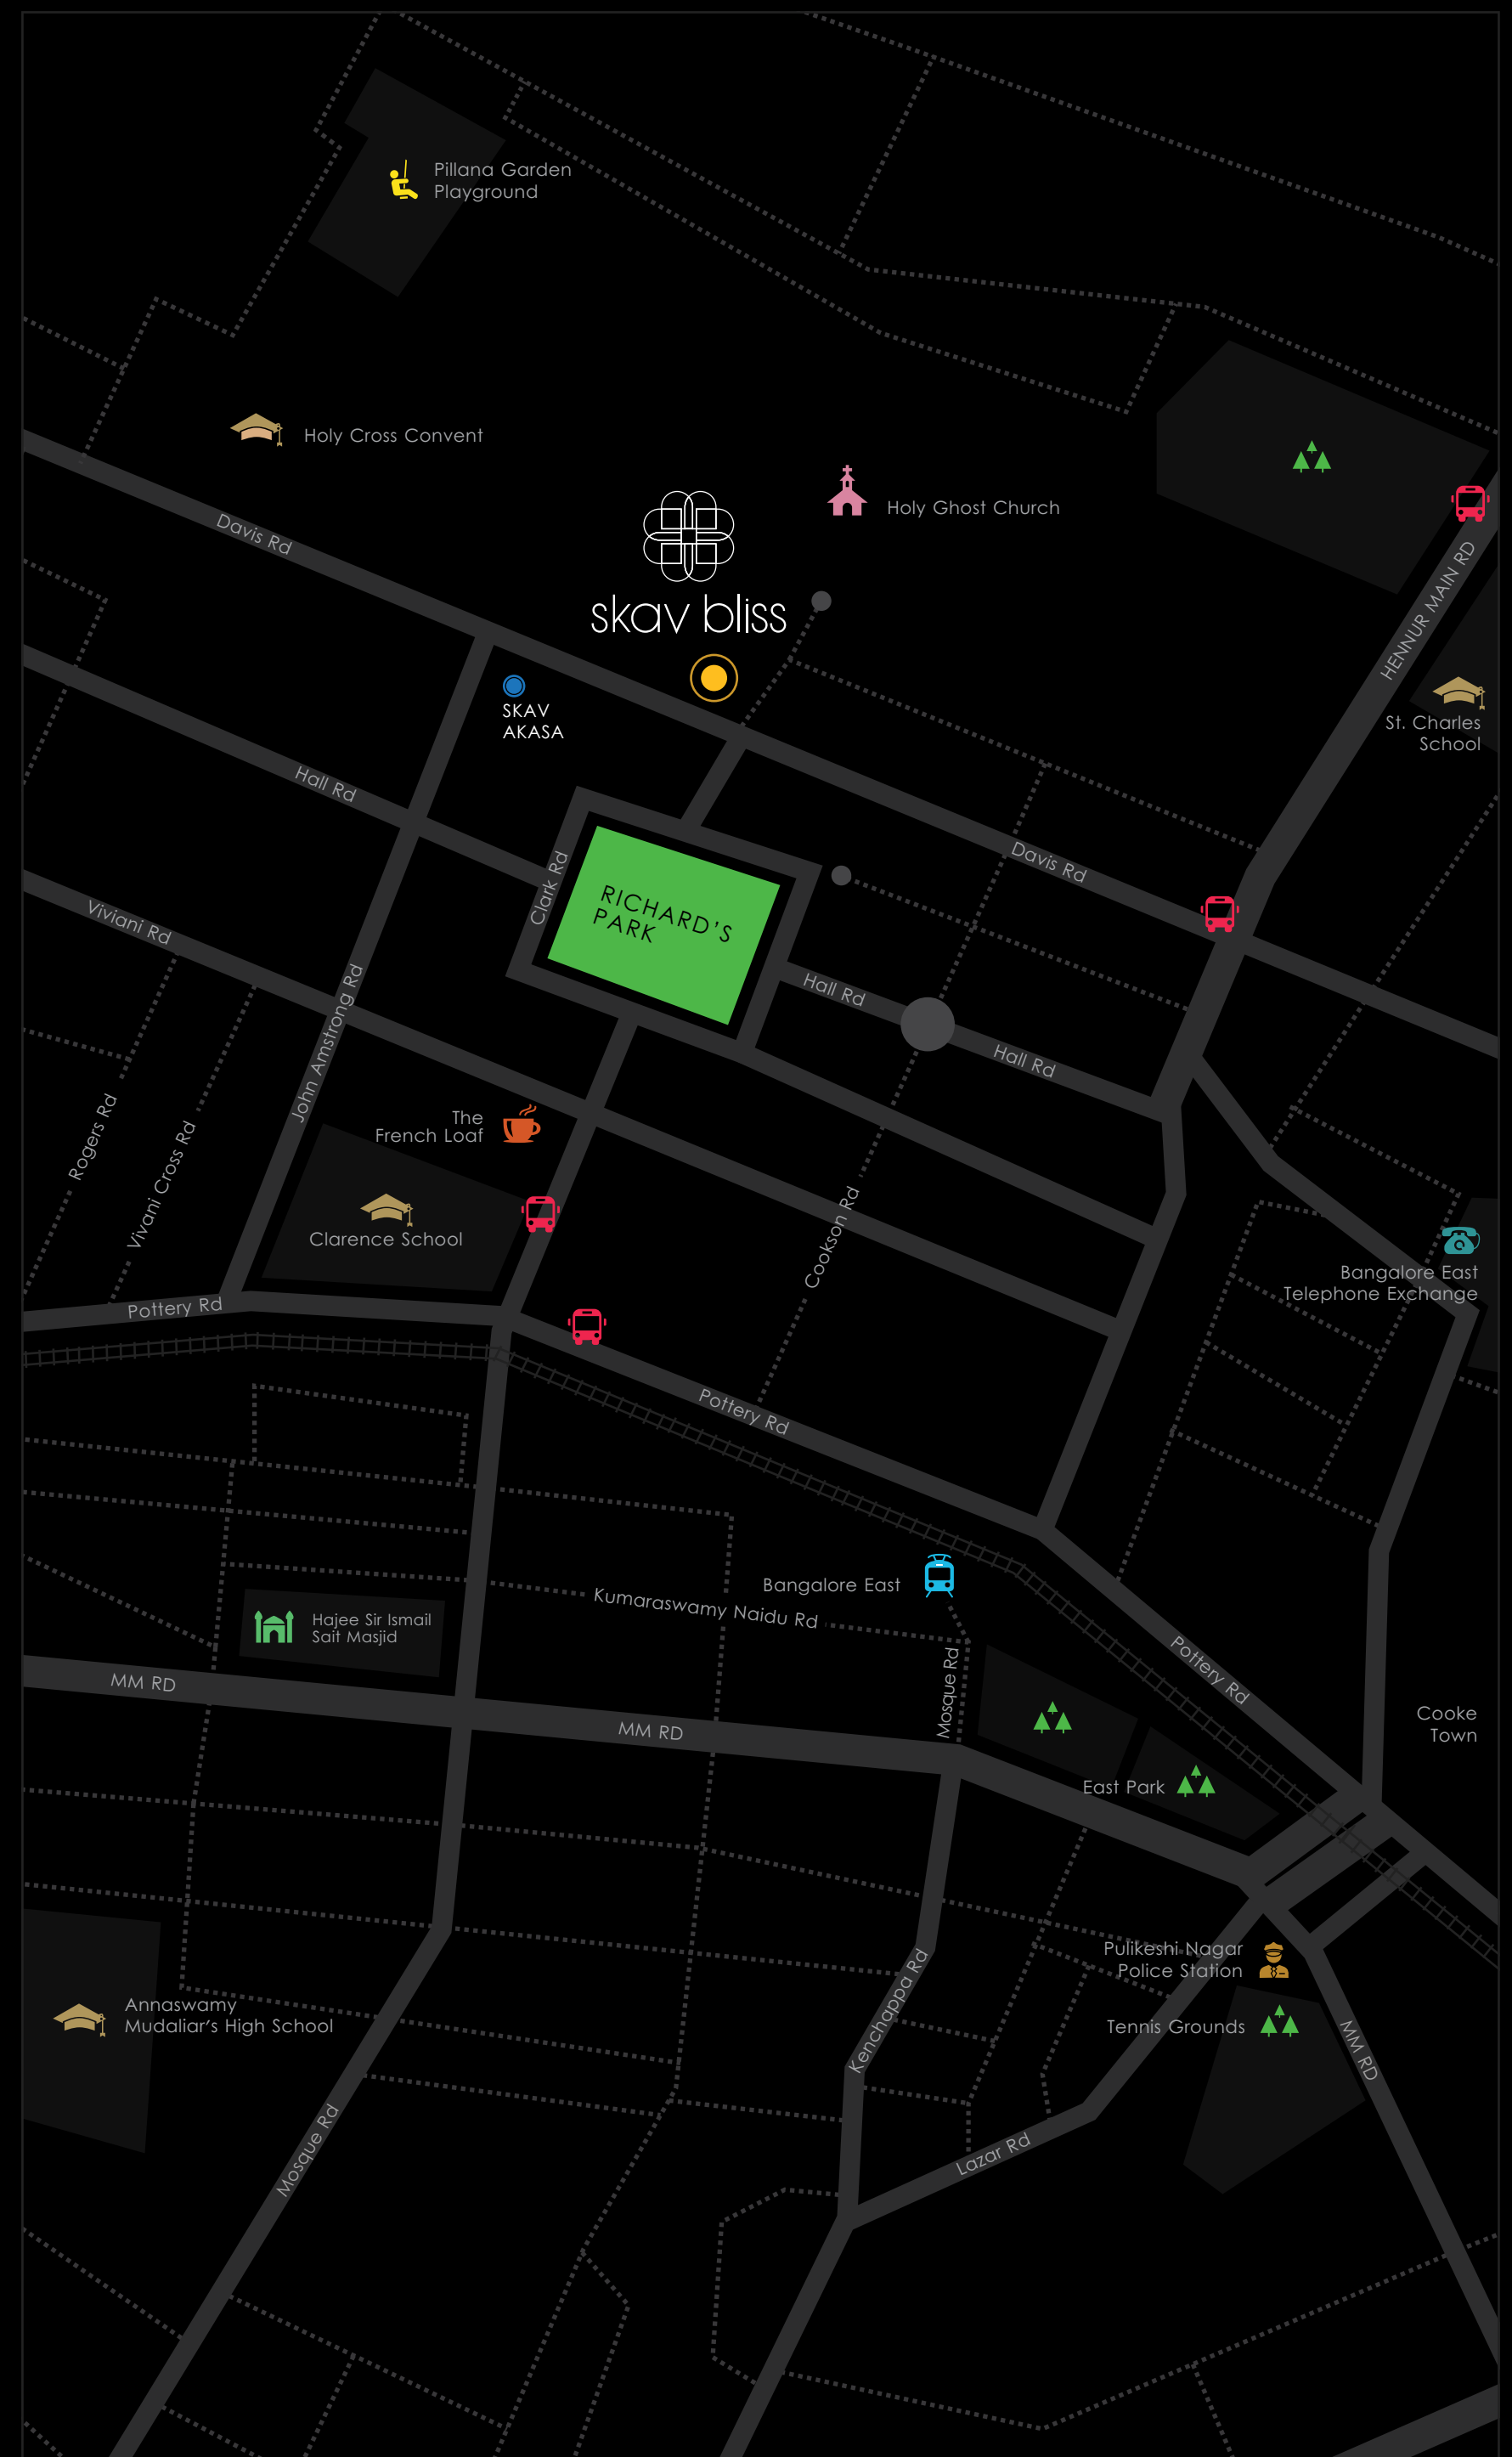 Pillana Garden
Playground
Holy Cross Convent
Holy Ghost Church
Davis Rd
skav bliss
HENNUR MAIN RD
SKAV
AKASA
St. Charles
School
Hall Rd
Davis Rd
Clark Rd
RICHARD'S
PARK
Viviani Rd
Hall Rd
Hall Rd
John Amstrong Rd
The
French Loaf
Rogers Rd
Vivani Cross Rd
Clarence School
Cookson Rd
Bangalore East
Telephone Exchange
Pottery Rd
Pottery Rd
Bangalore East
Kumaraswamy Naidu Rd
Hajee Sir Ismail
Sait Masjid
MM RD
MM RD
Mosque Rd
Pottery Rd
Cooke
Town
East Park
Pulikeshi Nagar
Police Station
Annaswamy
Mudaliar's High School
Tennis Grounds
Kenchappa Rd
MM RD
Mosque Rd
Lazar Rd